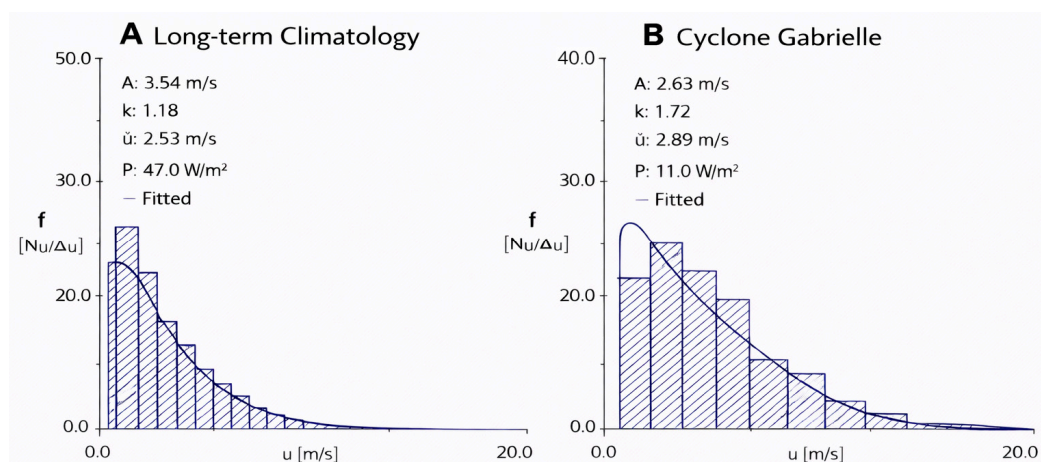 A Long-term Climatology
50.0
A: 3.54 m/s
k: 1.18
ŭ: 2.53 m/s
P: 47.0 W/m²
— Fitted
30.0
f
[Nu/Δu]
20.0
0.0
0.0
u [m/s]
20.0
B Cyclone Gabrielle
40.0
A: 2.63 m/s
k: 1.72
ŭ: 2.89 m/s
P: 11.0 W/m²
— Fitted
30.0
f
[Nu/Δu]
20.0
0.0
0.0
u [m/s]
20.0